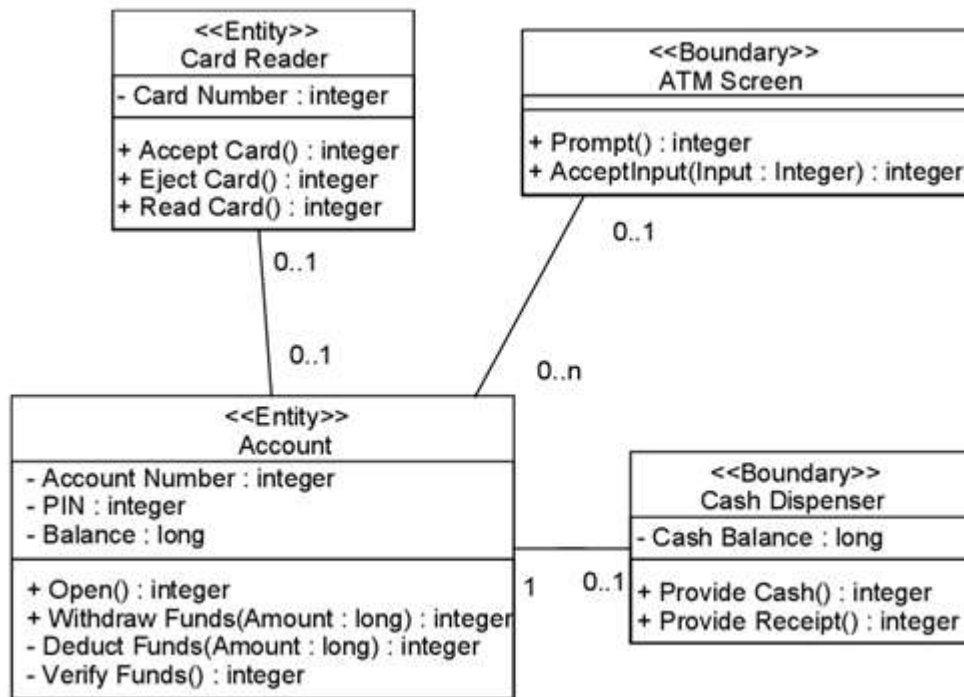 <<Entity>>
Card Reader
- Card Number : integer
+ Accept Card() : integer
+ Eject Card() : integer
+ Read Card() : integer
<<Boundary>>
ATM Screen
+ Prompt() : integer
+ AcceptInput(Input : Integer) : integer
0..1
0..1
0..1
0..n
<<Entity>>
Account
- Account Number : integer
- PIN : integer
- Balance : long
+ Open() : integer
+ Withdraw Funds(Amount : long) : integer
- Deduct Funds(Amount : long) : integer
- Verify Funds() : integer
1
0..1
<<Boundary>>
Cash Dispenser
- Cash Balance : long
+ Provide Cash() : integer
+ Provide Receipt() : integer